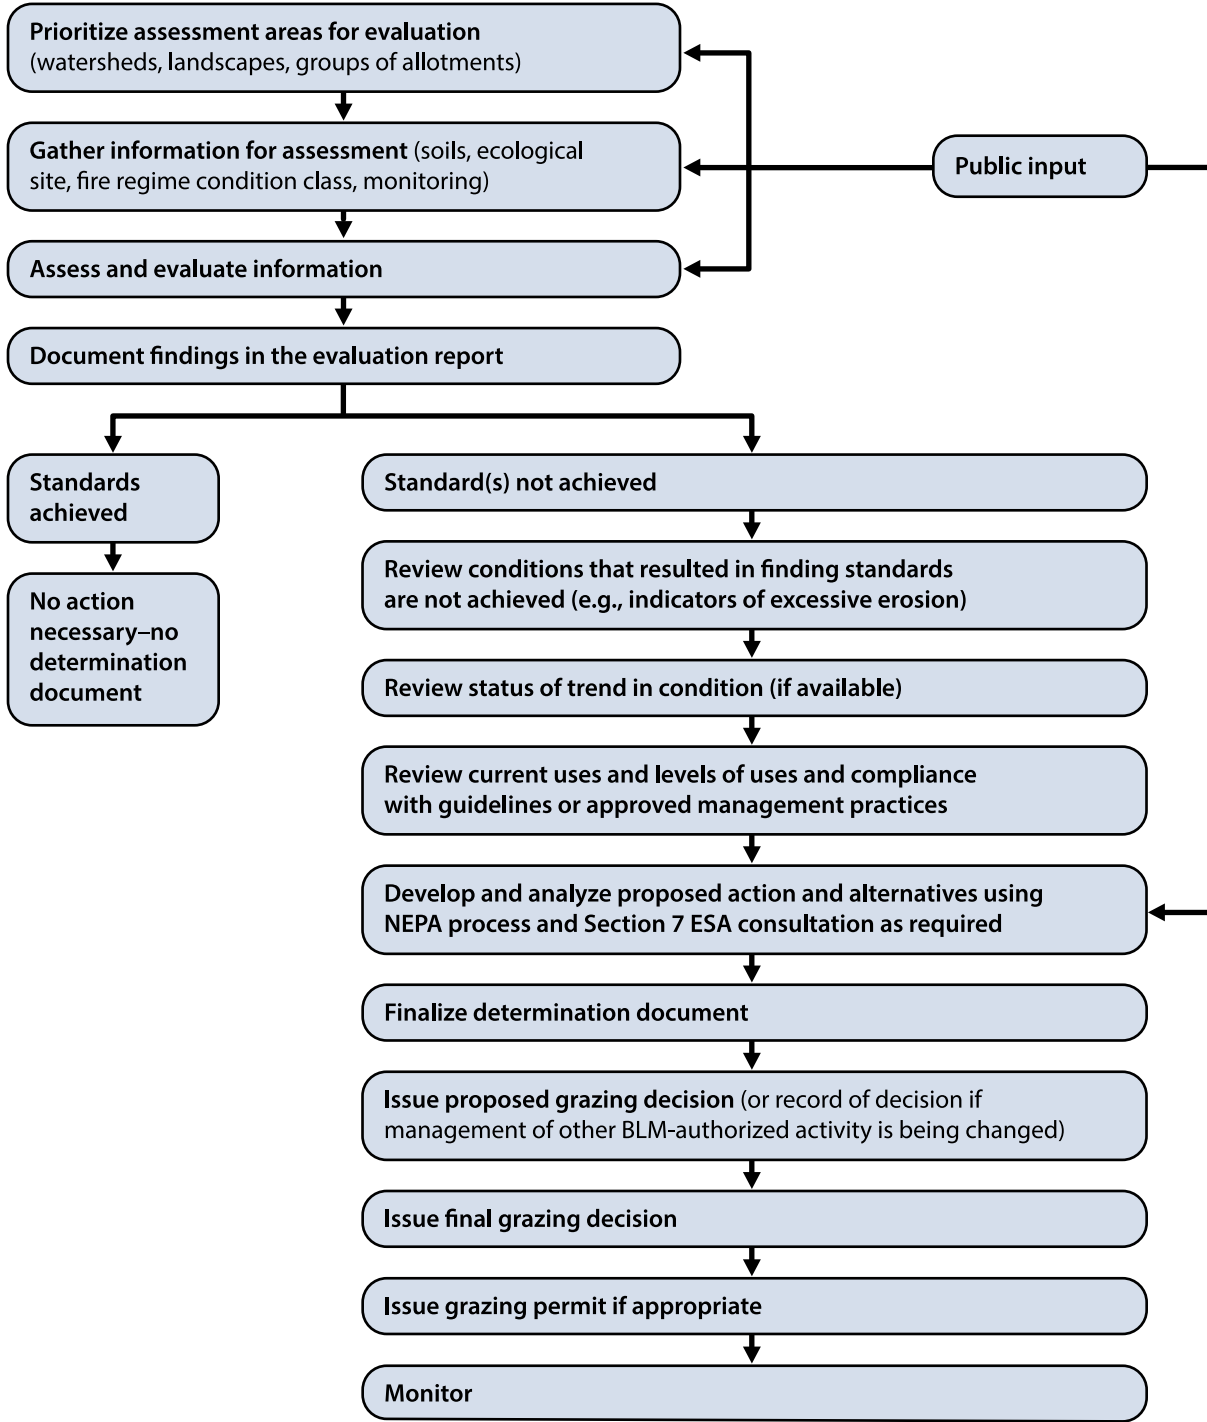 Prioritize assessment areas for evaluation
(watersheds, landscapes, groups of allotments)
Gather information for assessment (soils, ecological
site, fire regime condition class, monitoring)
Public input
Assess and evaluate information
Document findings in the evaluation report
Standards
achieved
No action
necessary–no
determination
document
Standard(s) not achieved
Review conditions that resulted in finding standards
are not achieved (e.g., indicators of excessive erosion)
Review status of trend in condition (if available)
Review current uses and levels of uses and compliance
with guidelines or approved management practices
Develop and analyze proposed action and alternatives using
NEPA process and Section 7 ESA consultation as required
Finalize determination document
Issue proposed grazing decision (or record of decision if
management of other BLM-authorized activity is being changed)
Issue final grazing decision
Issue grazing permit if appropriate
Monitor